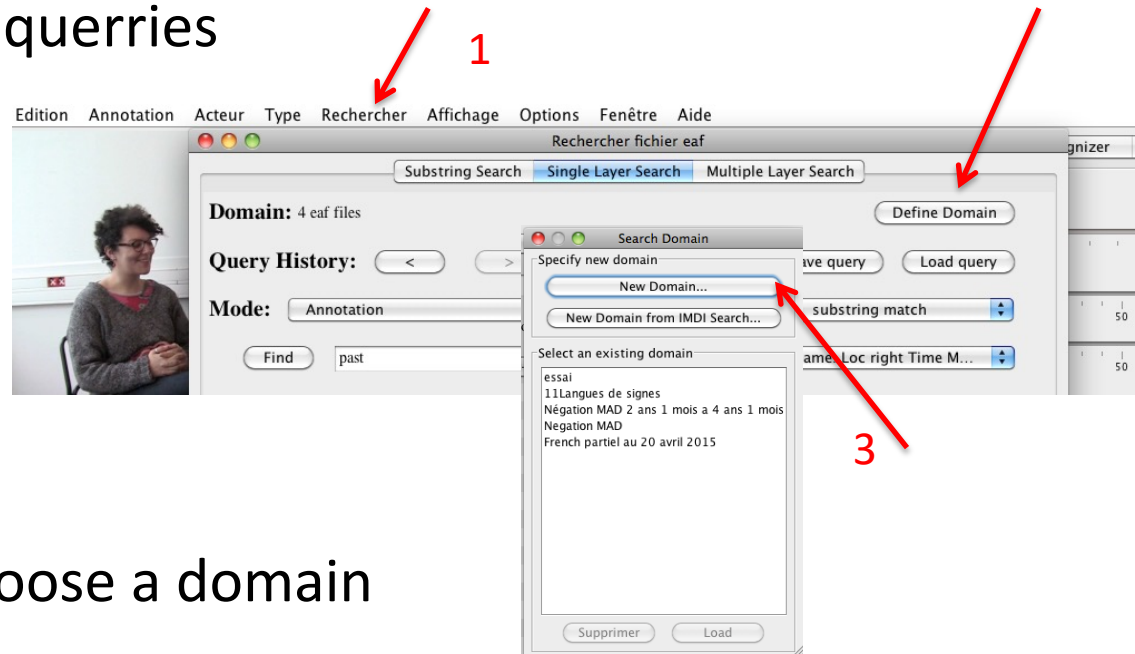 querries
1
Edition Annotation Acteur Type Rechercher Affichage Options Fenêtre Aide
Rechercher fichier eaf
gnizer
Substring Search Single Layer Search Multiple Layer Search
Domain: 4 eaf files Define Domain
Search Domain
Specify new domain
Query History: < > ave query Load query
New Domain...
Mode: Annotation substring match
New Domain from IMDI Search...
50
Find past ame: Loc right Time M...
Select an existing domain
50
essai
11Langues de signes
Négation MAD 2 ans 1 mois a 4 ans 1 mois
Negation MAD
French partiel au 20 avril 2015
3
oose a domain
Supprimer Load